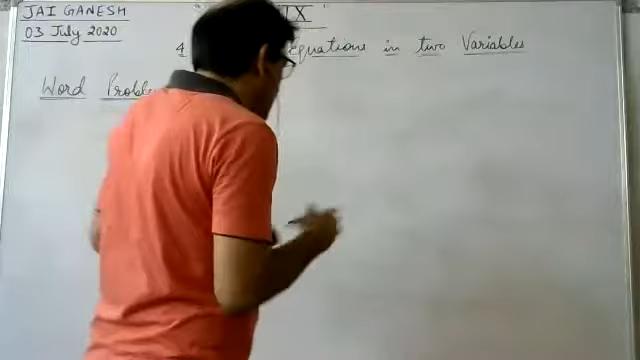 JAI GANESH
" IX "
03 July 2020
4 Equations in two Variables
Word